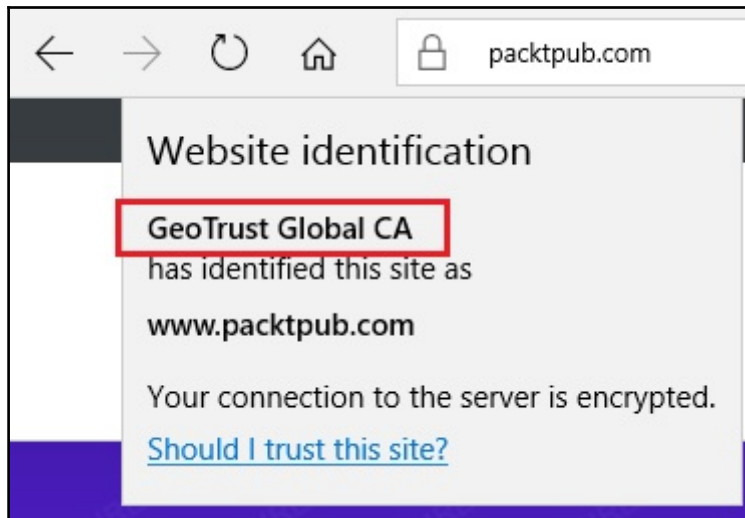 packtpub.com
Website identification
GeoTrust Global CA
has identified this site as
www.packtpub.com
Your connection to the server is encrypted.
Should I trust this site?